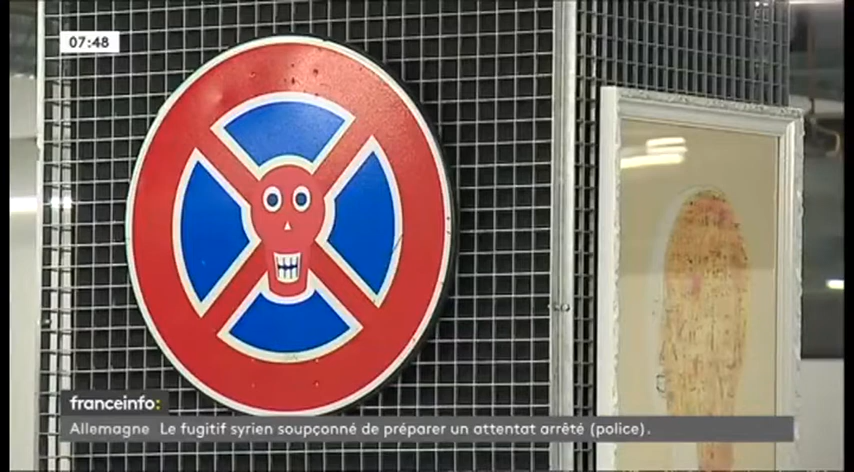 07:48
franceinfo:
Allemagne Le fugitif syrien soupçonné de préparer un attentat arrêté (police).